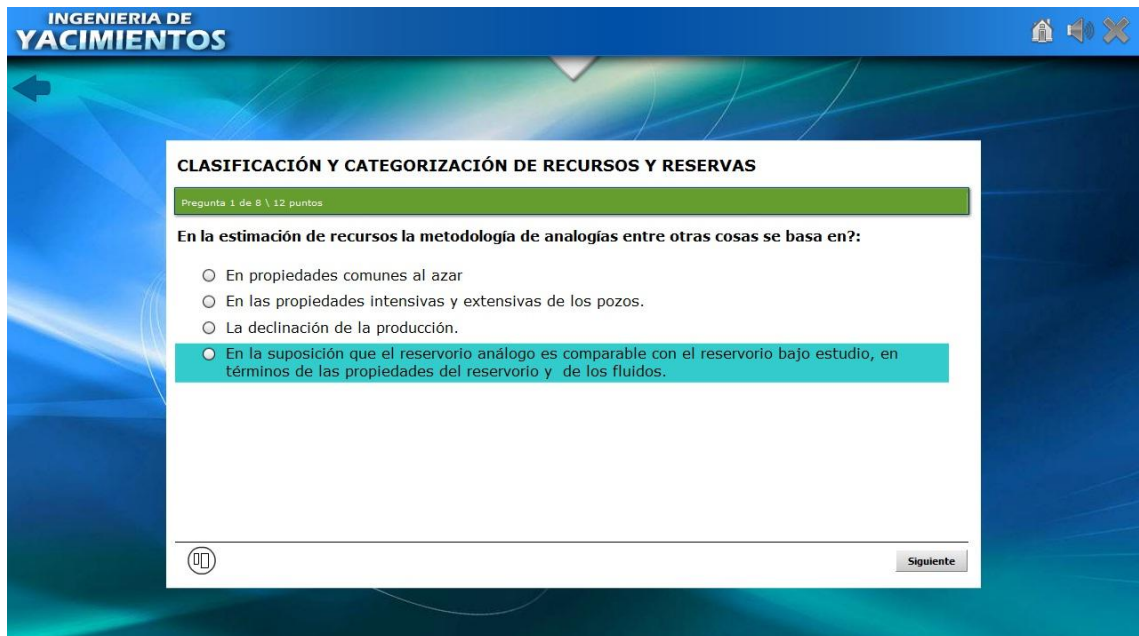 INGENIERIA DE
YACIMIENTOS
CLASIFICACIÓN Y CATEGORIZACIÓN DE RECURSOS Y RESERVAS
Pregunta 1 de 8 \ 12 puntos
En la estimación de recursos la metodología de analogías entre otras cosas se basa en?:
En propiedades comunes al azar
En las propiedades intensivas y extensivas de los pozos.
La declinación de la producción.
En la suposición que el reservorio análogo es comparable con el reservorio bajo estudio, en
términos de las propiedades del reservorio y de los fluidos.
Siguiente